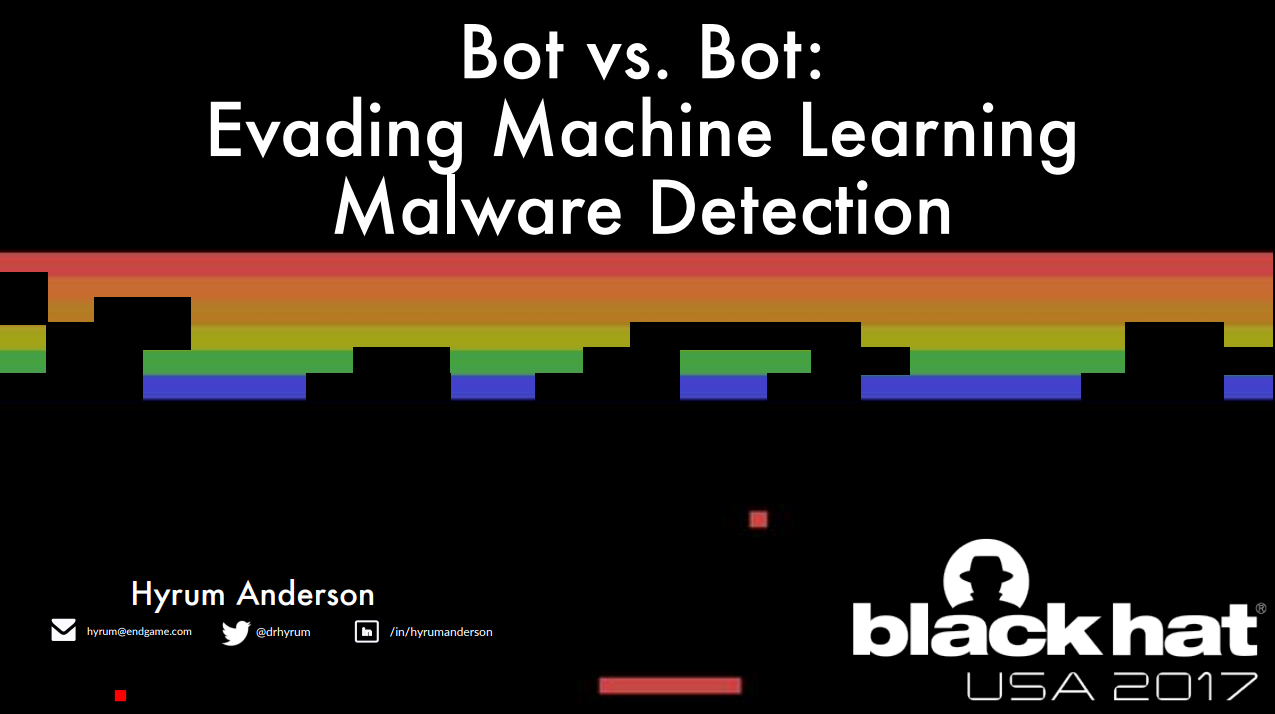 Bot vs. Bot:
Evading Machine Learning
Malware Detection
Hyrum Anderson
hyrum@endgame.com @drhyrum in /in/hyrumanderson
black hat®
USA 2017